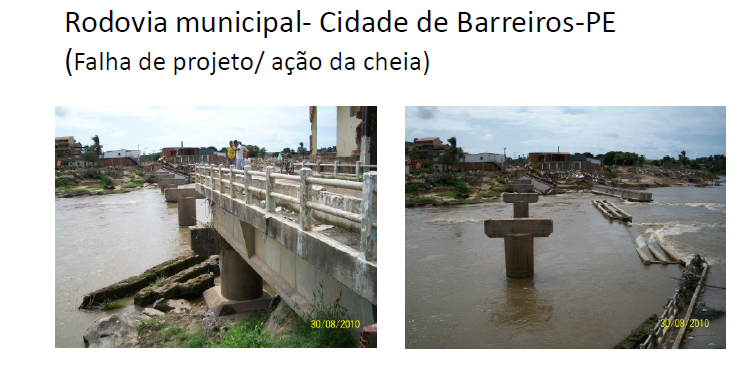 Rodovia municipal- Cidade de Barreiros-PE
(Falha de projeto/ ação da cheia)
30/08/2010
30/08/2010